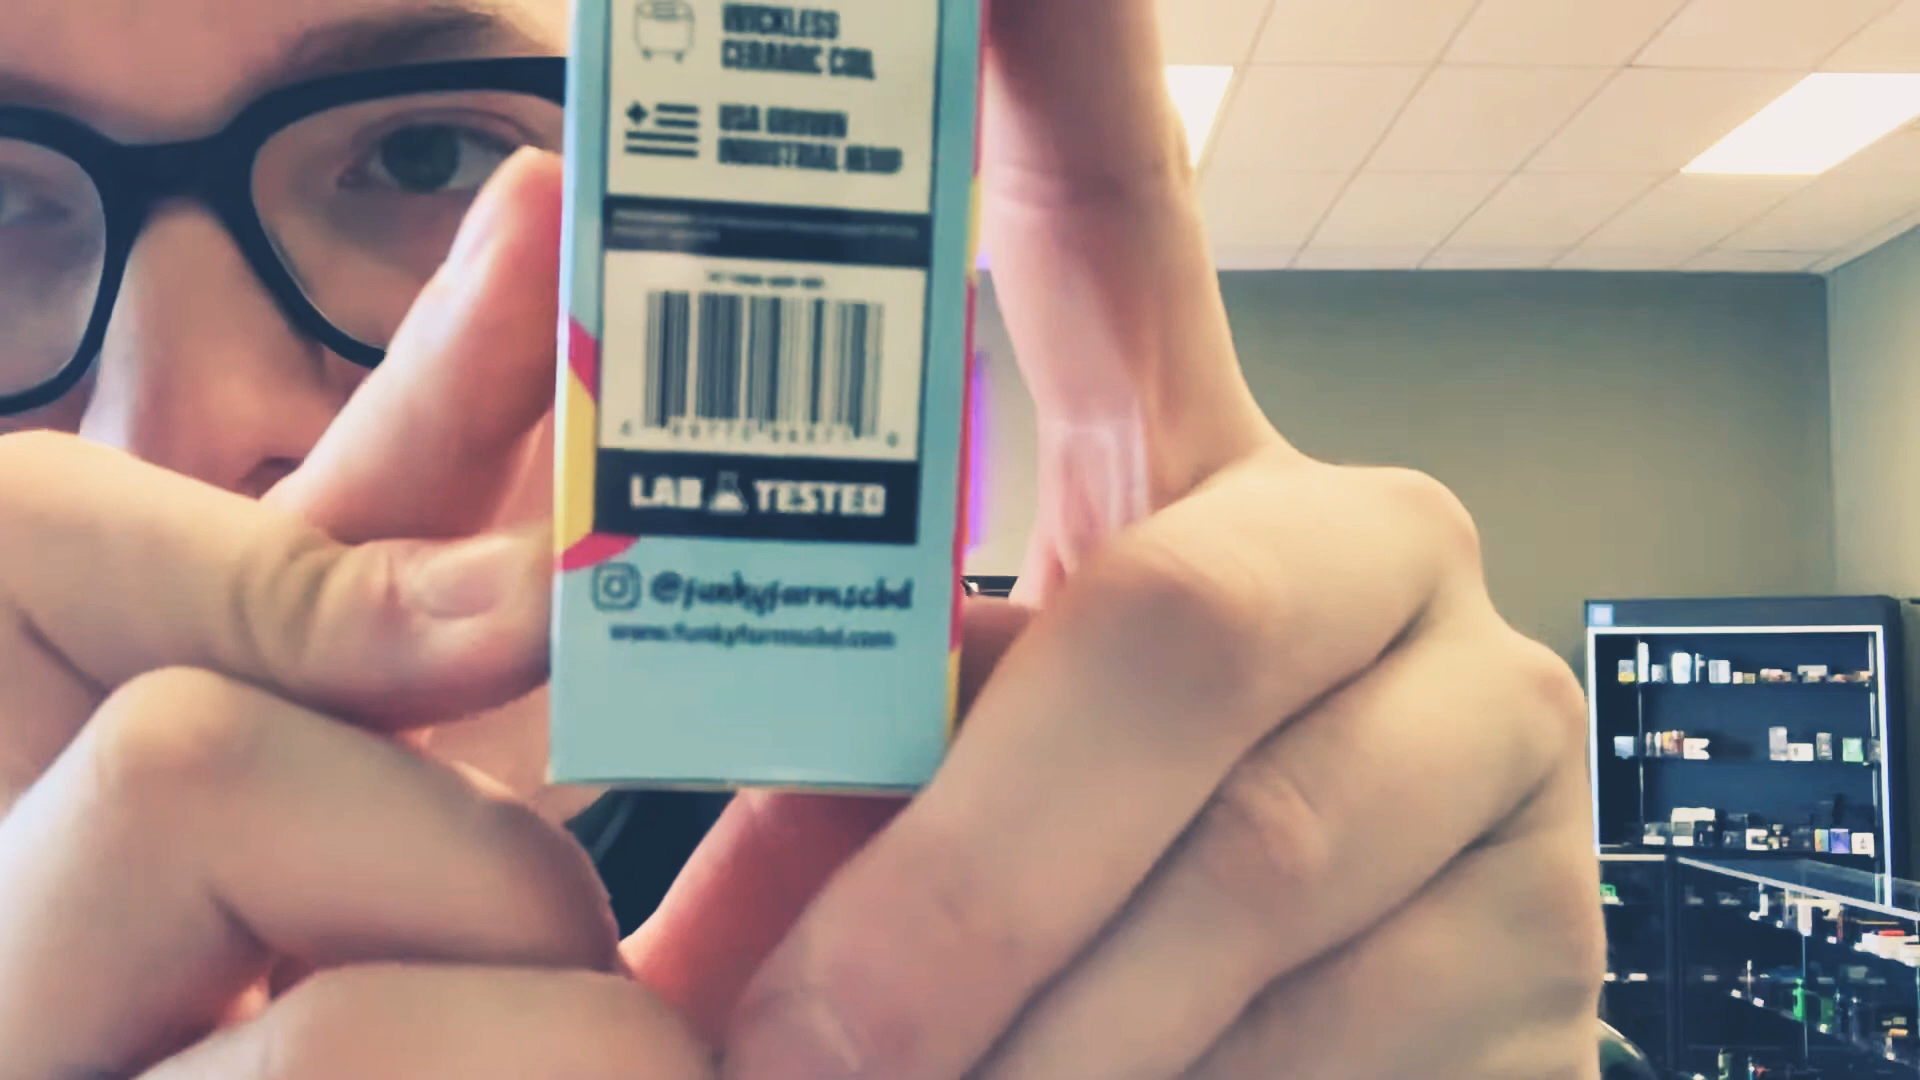 WICKLESS
CERAMIC COIL
USA GROWN
INDUSTRIAL HEMP
LAB TESTED
@funkyfarmscbd
www.funkyfarmscbd.com